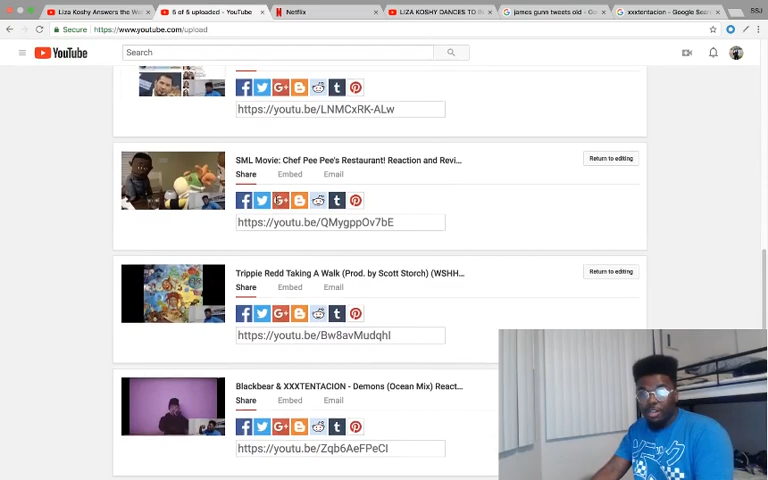 Liza Koshy Answers the We
5 of 5 uploaded - YouTube
Netflix
LIZA KOSHY DANCES TO
james gunn tweets old - Go
xxxtentacion - Google Sear
SSJ
Secure
https://www.youtube.com/upload
YouTube
Search
https://youtu.be/LNMCxRK-ALw
SML Movie: Chef Pee Pee's Restaurant! Reaction and Revi...
Return to editing
Share Embed Email
https://youtu.be/QMygppOv7bE
Trippie Redd Taking A Walk (Prod. by Scott Storch) (WSHH...
Return to editing
Share Embed Email
https://youtu.be/Bw8avMudqhI
Blackbear & XXXTENTACION - Demons (Ocean Mix) React...
Share Embed Email
https://youtu.be/Zqb6AeFPeCI